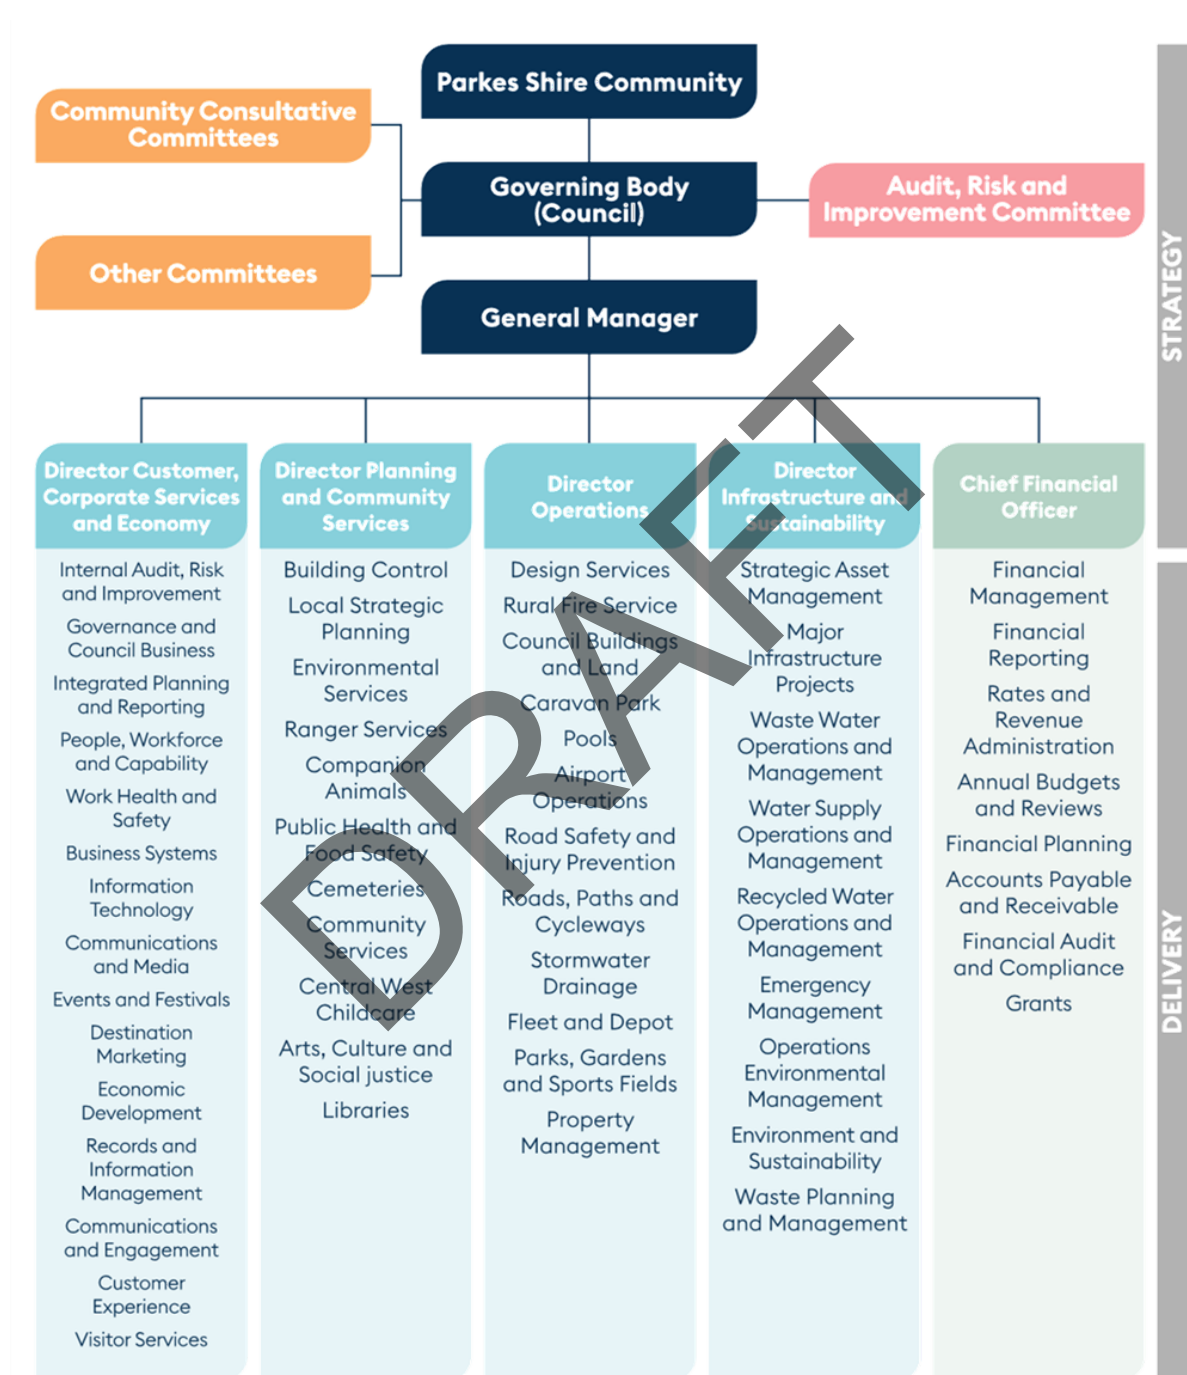 Parkes Shire Community
Community Consultative
Committees
Governing Body
(Council)
Audit, Risk and
Improvement Committee
Other Committees
General Manager
STRATEGY
Director Customer,
Corporate Services
and Economy
Internal Audit, Risk
and Improvement
Governance and
Council Business
Integrated Planning
and Reporting
People, Workforce
and Capability
Work Health and
Safety
Business Systems
Information
Technology
Communications
and Media
Events and Festivals
Destination
Marketing
Economic
Development
Records and
Information
Management
Communications
and Engagement
Customer
Experience
Visitor Services
Director Planning
and Community
Services
Building Control
Local Strategic
Planning
Environmental
Services
Ranger Services
Companion
Animals
Public Health and
Food Safety
Cemeteries
Community
Services
Central West
Childcare
Arts, Culture and
Social justice
Libraries
Director
Operations
Design Services
Rural Fire Service
Council Buildings
and Land
Caravan Park
Pools
Airport
Operations
Road Safety and
Injury Prevention
Roads, Paths and
Cycleways
Stormwater
Drainage
Fleet and Depot
Parks, Gardens
and Sports Fields
Property
Management
Director
Infrastructure and
Sustainability
Strategic Asset
Management
Major
Infrastructure
Projects
Waste Water
Operations and
Management
Water Supply
Operations and
Management
Recycled Water
Operations and
Management
Emergency
Management
Operations
Environmental
Management
Environment and
Sustainability
Waste Planning
and Management
Chief Financial
Officer
Financial
Management
Financial
Reporting
Rates and
Revenue
Administration
Annual Budgets
and Reviews
Financial Planning
Accounts Payable
and Receivable
Financial Audit
and Compliance
Grants
DELIVERY
DRAFT